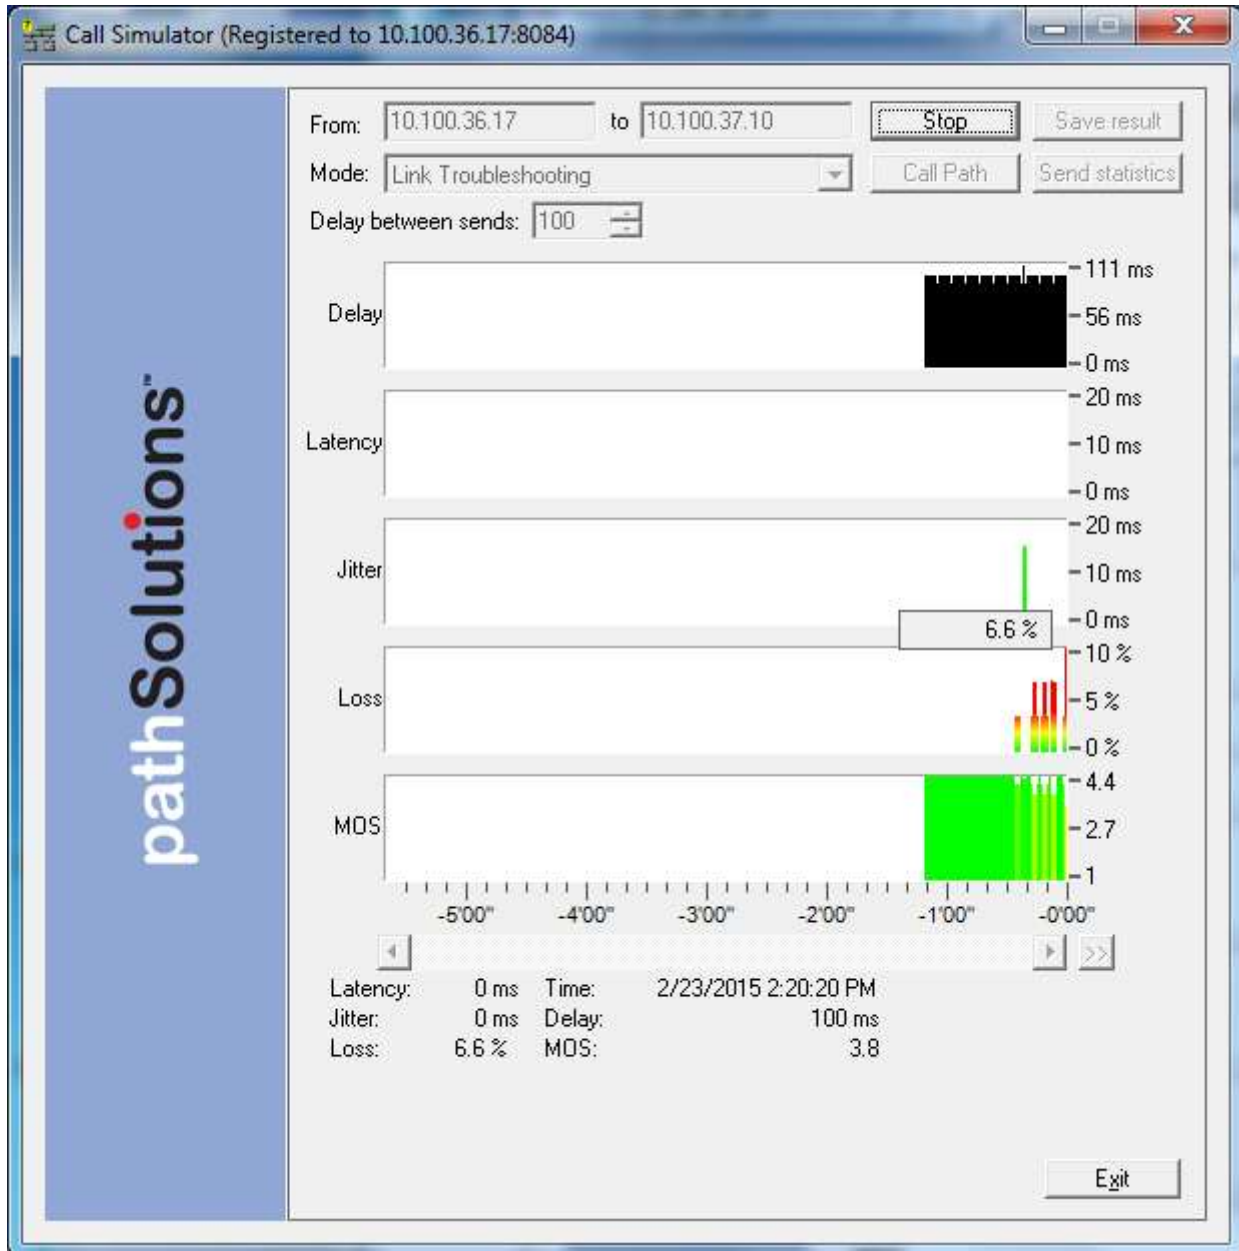 Call Simulator (Registered to 10.100.36.17:8084)
pathSolutions™
From: 10.100.36.17 to 10.100.37.10 Stop Save result
Mode: Link Troubleshooting Call Path Send statistics
Delay between sends: 100
Delay
111 ms
56 ms
0 ms
Latency
20 ms
10 ms
0 ms
Jitter
20 ms
10 ms
0 ms
6.6 %
Loss
10 %
5 %
0 %
MOS
4.4
2.7
1
-5'00" -4'00" -3'00" -2'00" -1'00" -0'00"
>>
Latency: 0 ms Time: 2/23/2015 2:20:20 PM
Jitter: 0 ms Delay: 100 ms
Loss: 6.6 % MOS: 3.8
Exit